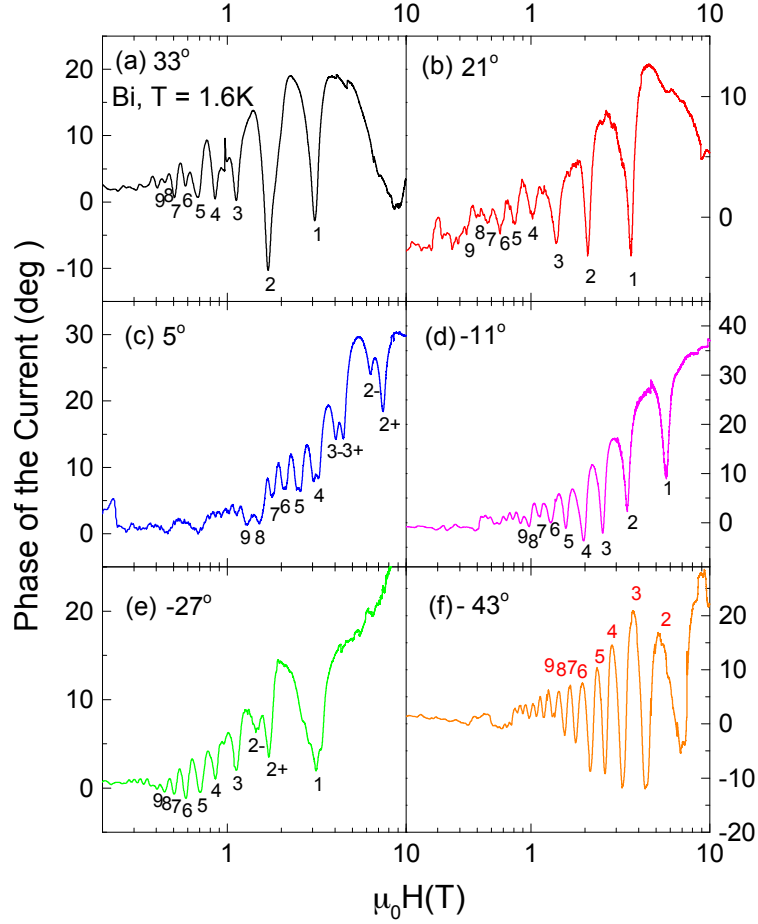 1 10 1 10
(a) 33°
Bi, T = 1.6K
20
10
0
-10
9 8 7 6 5 4 3 2 1
(b) 21°
10
0
9 8 7 6 5 4 3 2 1
(c) 5°
30
20
10
0
9 8 7 6 5 4 3- 3+ 2- 2+
(d) -11°
40
30
20
10
0
9 8 7 6 5 4 3 2 1
(e) -27°
20
10
0
9 8 7 6 5 4 3 2- 2+ 1
(f) - 43°
20
10
0
-10
-20
9 8 7 6 5 4 3 2
1 10 1 10
Phase of the Current (deg)
μ₀H(T)